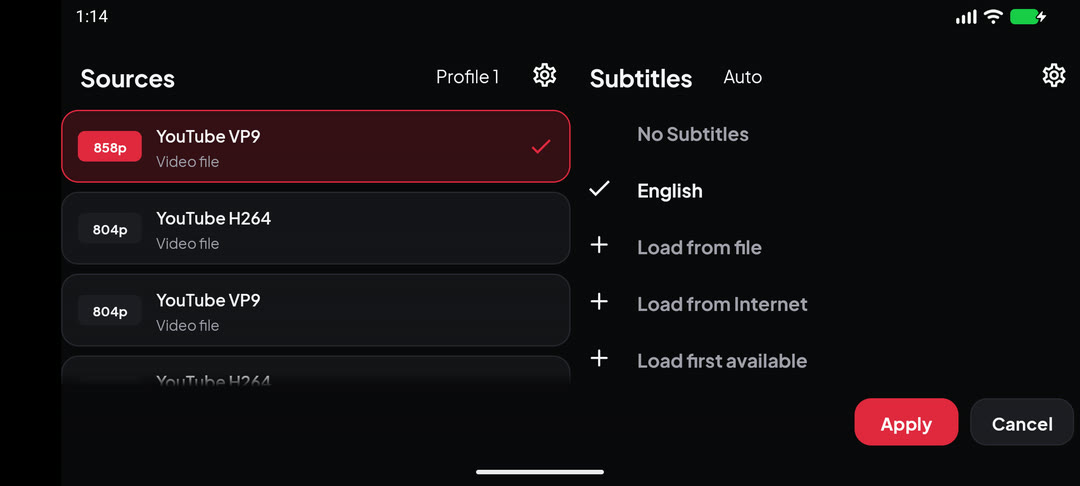 1:14
Sources
Profile 1
858p
YouTube VP9
Video file
804p
YouTube H264
Video file
804p
YouTube VP9
Video file
YouTube H264
Subtitles
Auto
No Subtitles
English
Load from file
Load from Internet
Load first available
Apply
Cancel